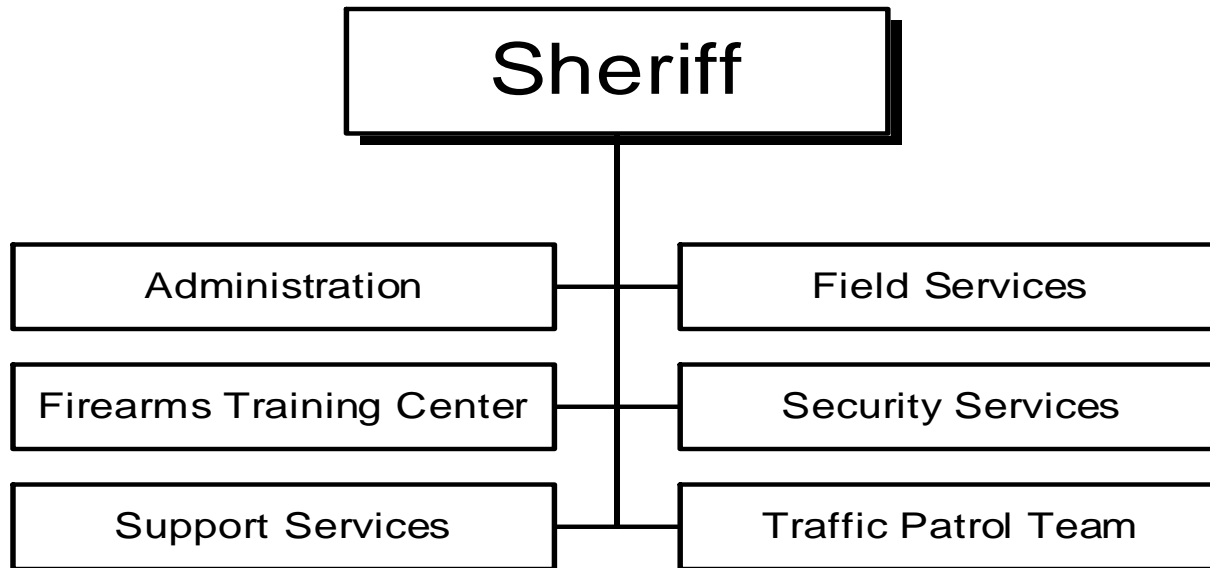 Sheriff
Administration
Field Services
Firearms Training Center
Security Services
Support Services
Traffic Patrol Team